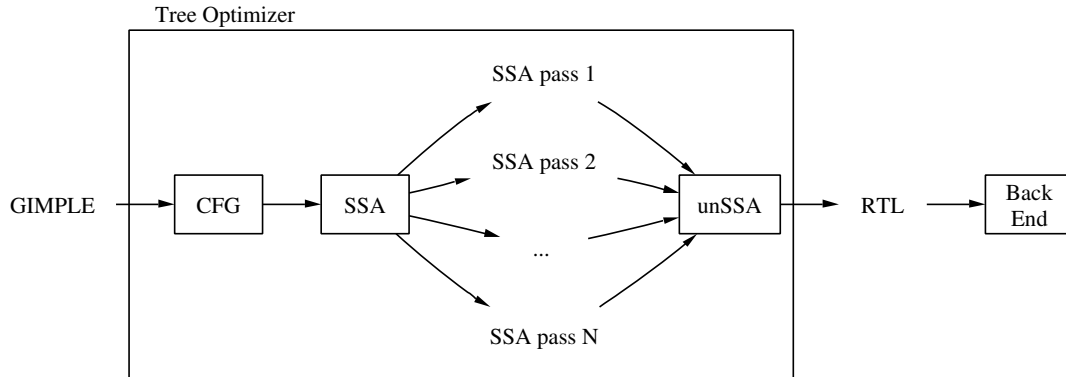 Tree Optimizer
SSA pass 1
SSA pass 2
GIMPLE
CFG
SSA
unSSA
RTL
Back
End
...
SSA pass N